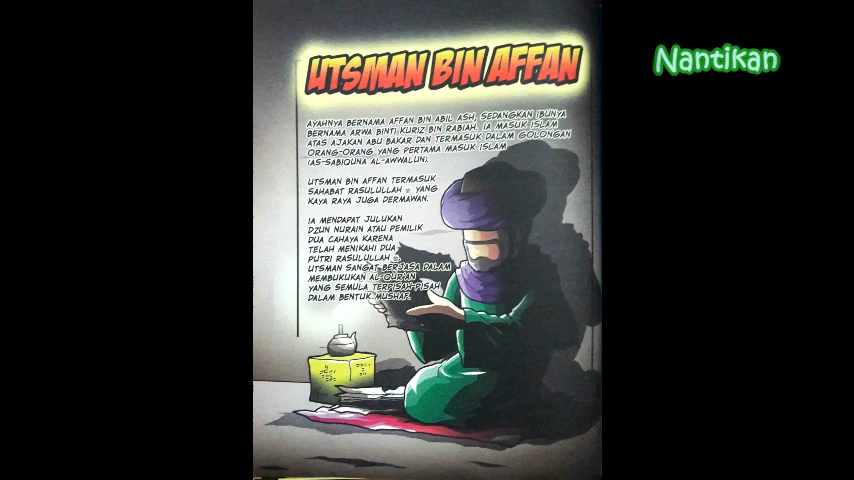 UTSMAN BIN AFFAN
Nantikan
AYAHNYA BERNAMA AFFAN BIN ABIL ASH, SEDANGKAN IBUNYA
BERNAMA ARWA BINTI KURIZ BIN RABIAH. IA MASUK ISLAM
ATAS AJAKAN ABU BAKAR DAN TERMASUK DALAM GOLONGAN
ORANG-ORANG YANG PERTAMA MASUK ISLAM
(AS-SABIQUNA AL-AWWALUN).
UTSMAN BIN AFFAN TERMASUK
SAHABAT RASULULLAH YANG
KAYA RAYA JUGA DERMAWAN.
IA MENDAPAT JULUKAN
DZUN NURAIN ATAU PEMILIK
DUA CAHAYA KARENA
TELAH MENIKAHI DUA
PUTRI RASULULLAH
UTSMAN SANGAT BERJASA DALAM
MEMBUKUKAN AL-QUR'AN
YANG SEMULA TERPISAH-PISAH
DALAM BENTUK MUSHAF.